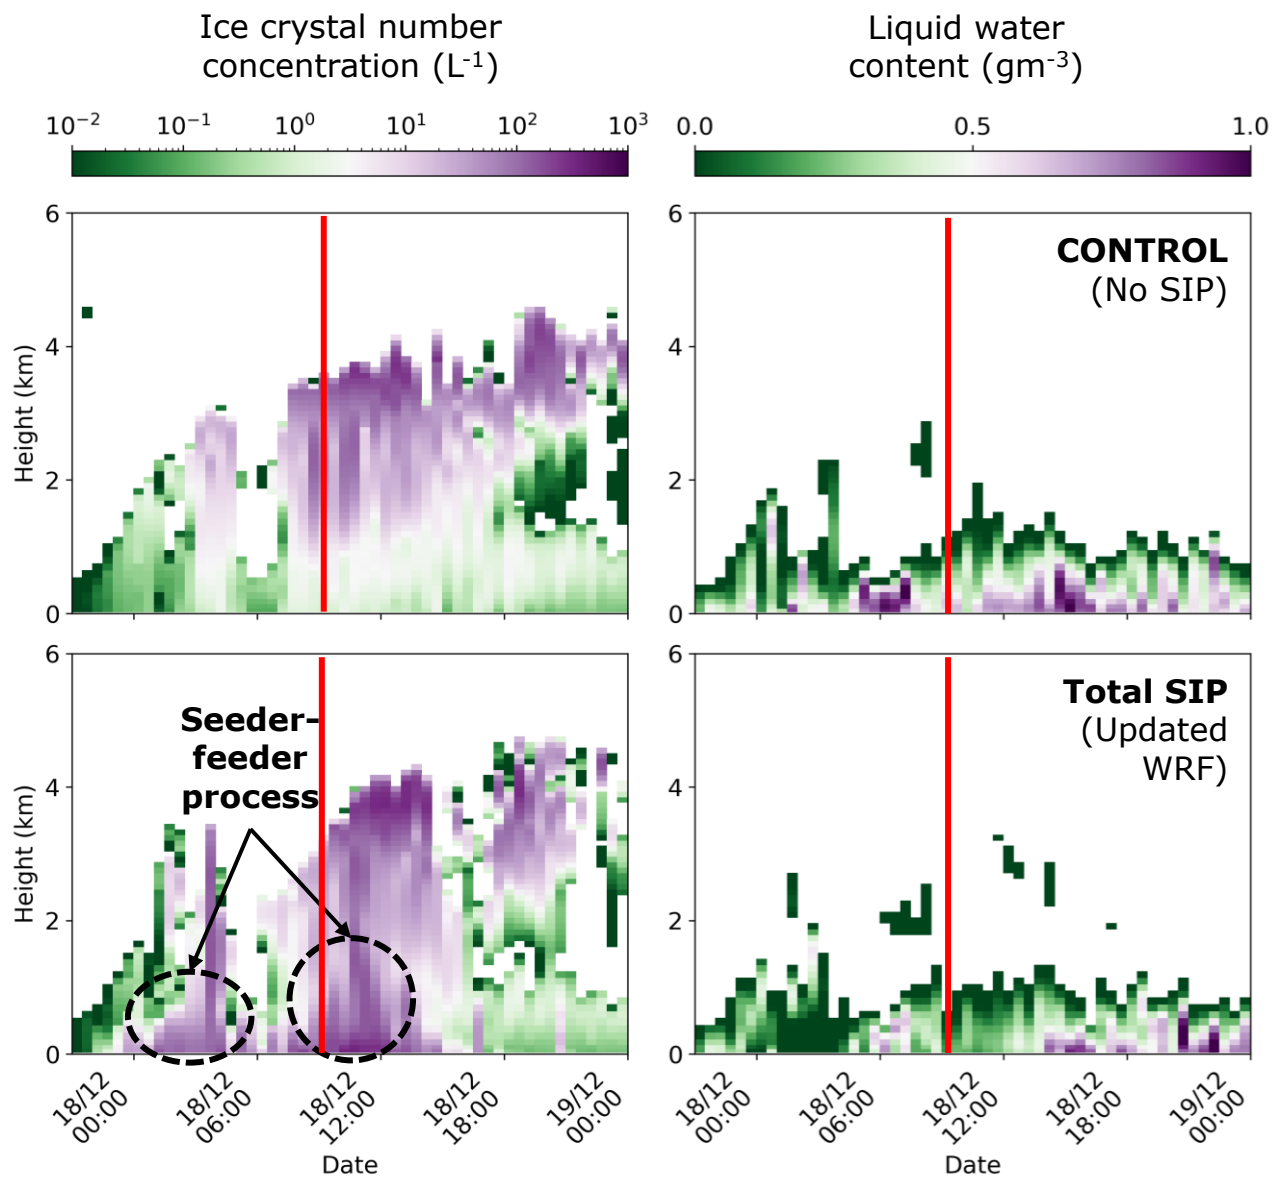 Ice crystal number
concentration (L⁻¹)
Liquid water
content (gm⁻³)
10⁻² 10⁻¹ 10⁰ 10¹ 10² 10³
0.0 0.5 1.0
6
4
2
0
Height (km)
CONTROL
(No SIP)
6
4
2
0
6
4
2
0
Height (km)
Seeder-
feeder
process
Total SIP
(Updated
WRF)
6
4
2
0
18/12
00:00
18/12
06:00
18/12
12:00
18/12
18:00
19/12
00:00
Date
18/12
00:00
18/12
06:00
18/12
12:00
18/12
18:00
19/12
00:00
Date